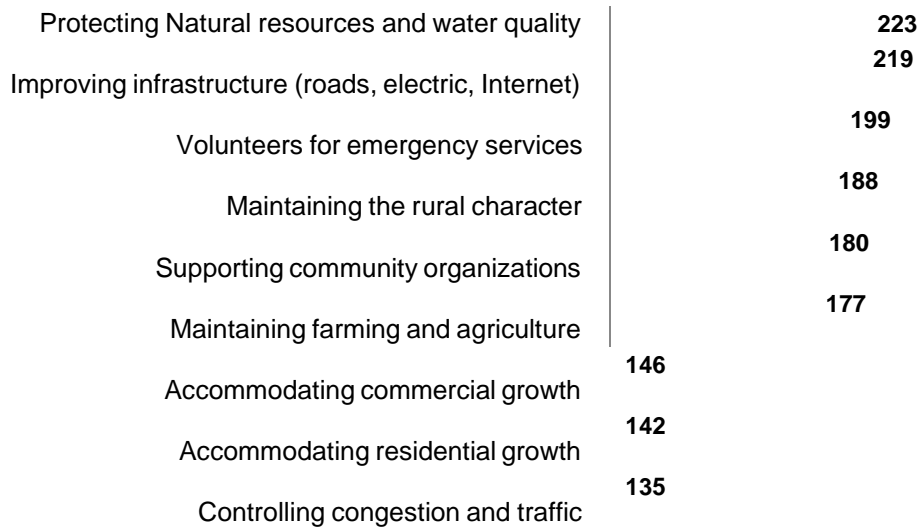 Protecting Natural resources and water quality 223
219
Improving infrastructure (roads, electric, Internet)
199
Volunteers for emergency services
188
Maintaining the rural character
180
Supporting community organizations
177
Maintaining farming and agriculture
146
Accommodating commercial growth
142
Accommodating residential growth
135
Controlling congestion and traffic